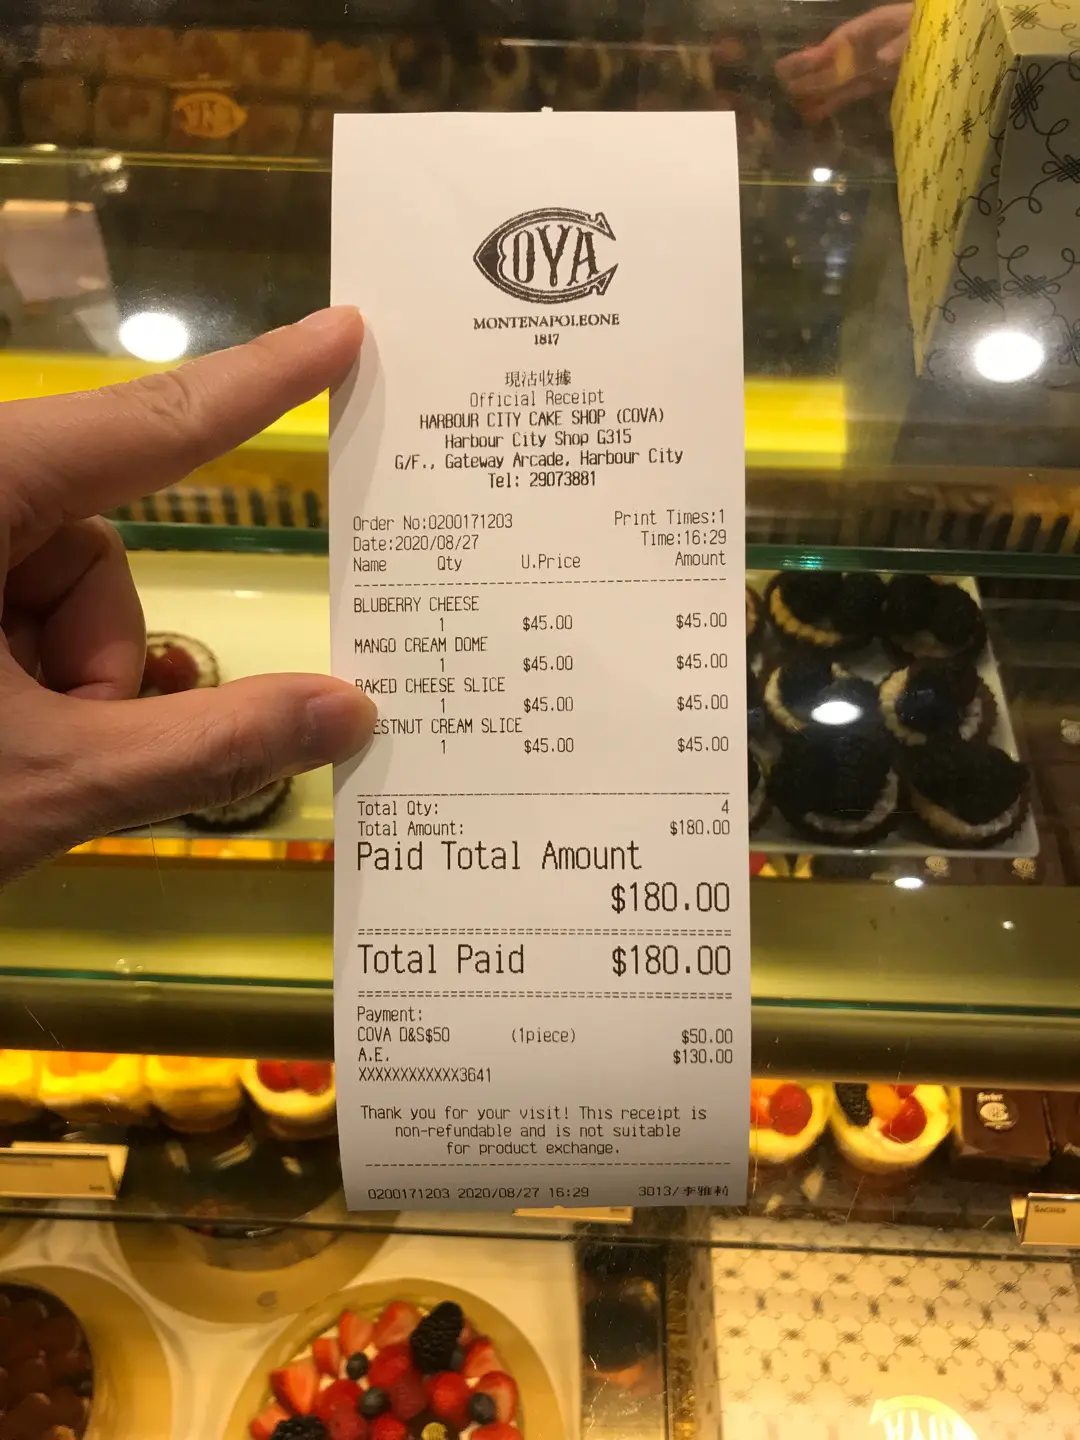 COVA
MONTENAPOLEONE
1817
現沽收據
Official Receipt
HARBOUR CITY CAKE SHOP (COVA)
Harbour City Shop G315
G/F., Gateway Arcade, Harbour City
Tel: 29073881
Order No:0200171203 Print Times:1
Date:2020/08/27 Time:16:29
Name Qty U.Price Amount
BLUBERRY CHEESE
1 $45.00 $45.00
MANGO CREAM DOME
1 $45.00 $45.00
BAKED CHEESE SLICE
1 $45.00 $45.00
ESTNUT CREAM SLICE
1 $45.00 $45.00
Total Qty: 4
Total Amount: $180.00
Paid Total Amount
$180.00
Total Paid $180.00
Payment:
COVA D&S$50 (1piece) $50.00
A.E. $130.00
XXXXXXXXXXXX3641
Thank you for your visit! This receipt is
non-refundable and is not suitable
for product exchange.
0200171203 2020/08/27 16:29 3013/李雅莉
SACHER